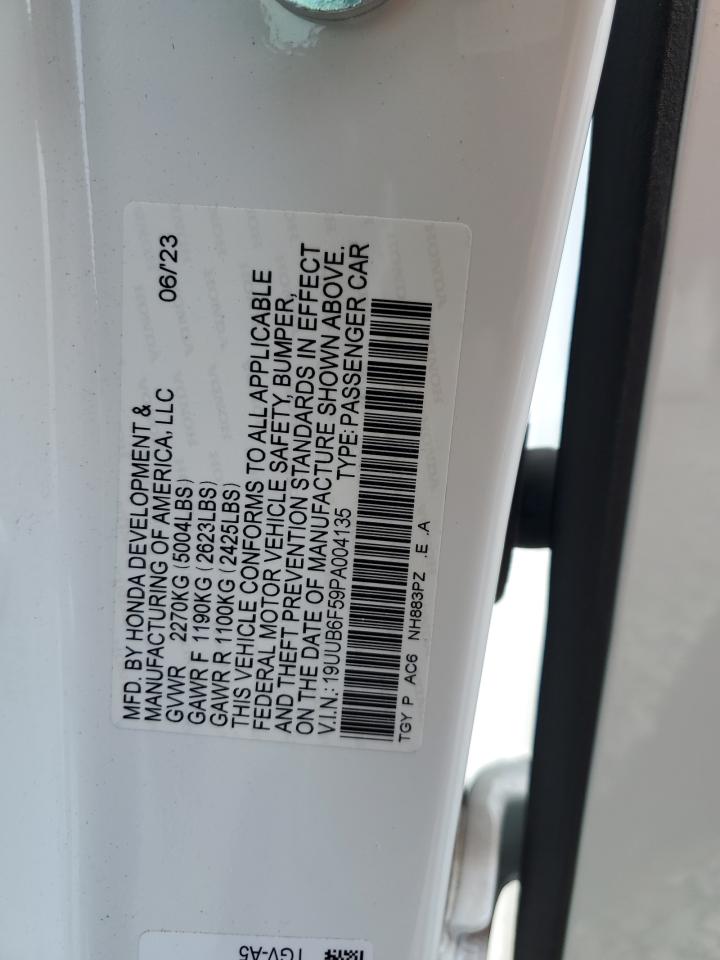 MFD. BY HONDA DEVELOPMENT &
MANUFACTURING OF AMERICA, LLC 06/'23
GVWR 2270KG (5004LBS)
GAWR F 1190KG (2623LBS)
GAWR R 1100KG (2425LBS)
THIS VEHICLE CONFORMS TO ALL APPLICABLE
FEDERAL MOTOR VEHICLE SAFETY, BUMPER,
AND THEFT PREVENTION STANDARDS IN EFFECT
ON THE DATE OF MANUFACTURE SHOWN ABOVE.
V.I.N.: 19UUB6F59PA004135 TYPE: PASSENGER CAR
TGY P AC6 NH883PZ .E .A
TGV-A5